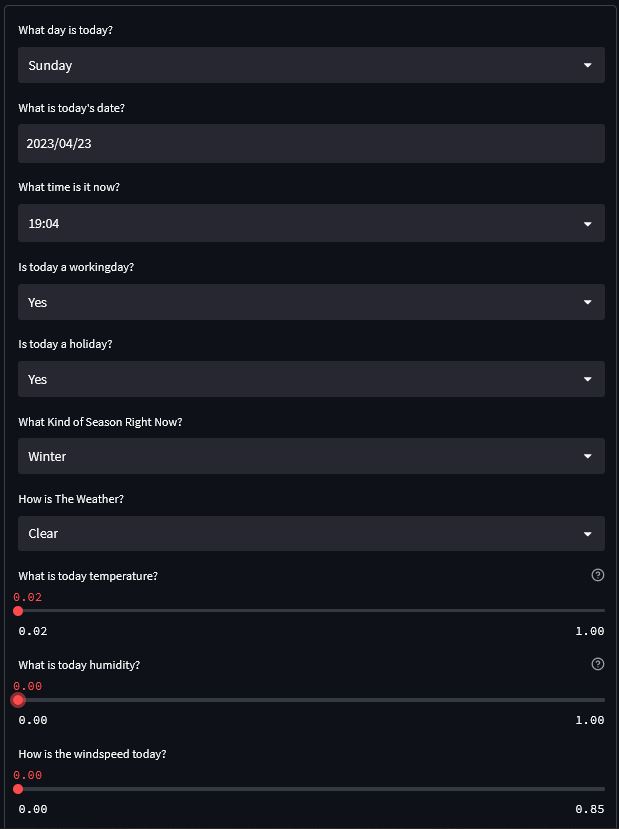 What day is today?
Sunday
What is today's date?
2023/04/23
What time is it now?
19:04
Is today a workingday?
Yes
Is today a holiday?
Yes
What Kind of Season Right Now?
Winter
How is The Weather?
Clear
What is today temperature?
0.02
0.02 1.00
What is today humidity?
0.00
0.00 1.00
How is the windspeed today?
0.00
0.00 0.85